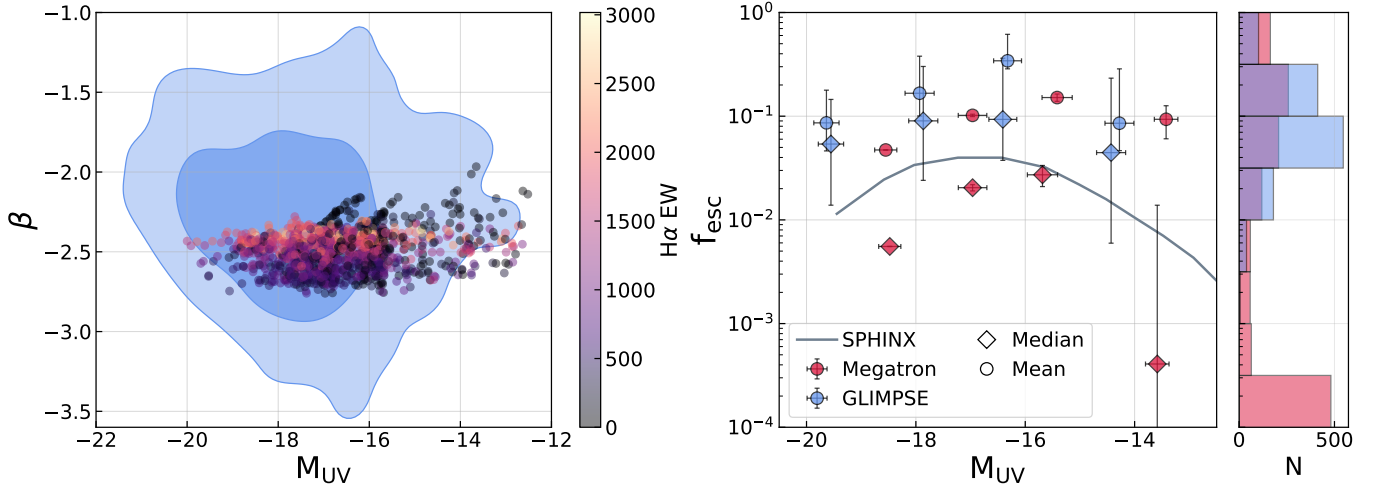 −1.0
−1.5
−2.0
−2.5
−3.0
−3.5
β
−22
−20
−18
−16
−14
−12
M_UV
3000
2500
2000
1500
1000
500
0
Hα EW
10⁰
10⁻¹
10⁻²
10⁻³
10⁻⁴
f_esc
SPHINX
Megatron
GLIMPSE
Median
Mean
−20
−18
−16
−14
M_UV
0
500
N